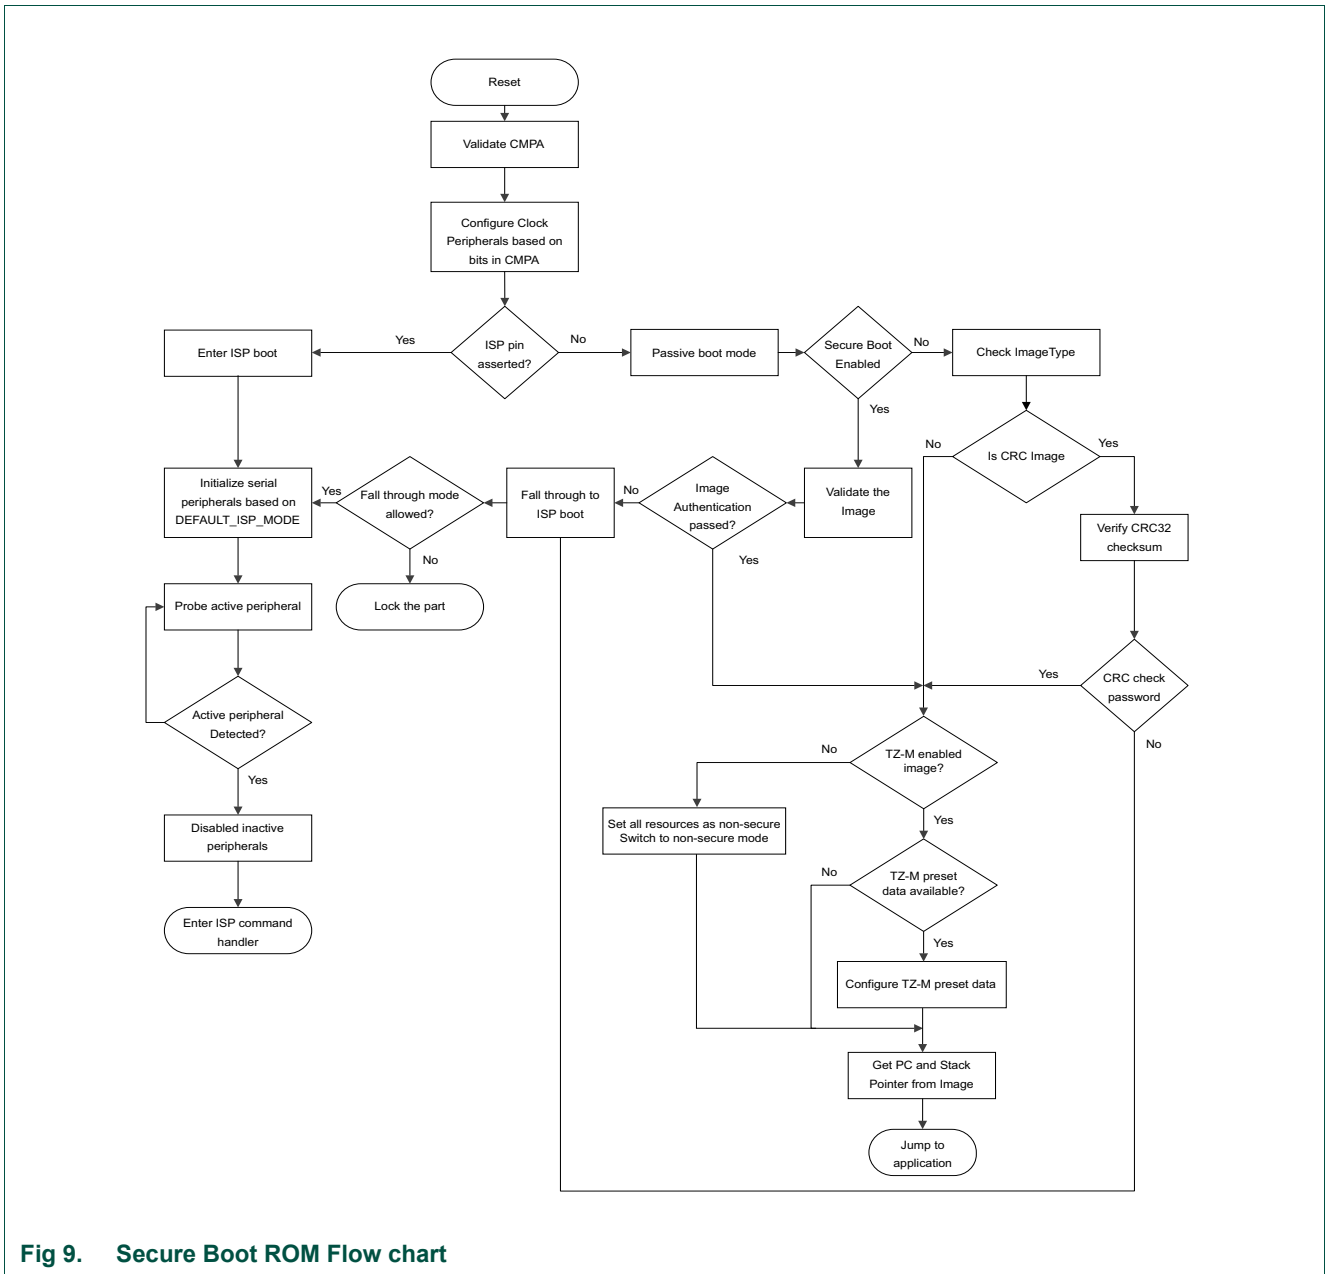 Reset
Validate CMPA
Configure Clock
Peripherals based on
bits in CMPA
ISP pin
asserted?
Yes
No
Enter ISP boot
Passive boot mode
Secure Boot
Enabled
No
Yes
Check ImageType
Is CRC Image
No
Yes
Initialize serial
peripherals based on
DEFAULT_ISP_MODE
Yes
Fall through mode
allowed?
No
Fall through to
ISP boot
No
Image
Authentication
passed?
Yes
Validate the
Image
Verify CRC32
checksum
Probe active peripheral
Lock the part
Yes
CRC check
password
No
Active peripheral
Detected?
Yes
TZ-M enabled
image?
No
Yes
Disabled inactive
peripherals
Set all resources as non-secure
Switch to non-secure mode
No
TZ-M preset
data available?
Yes
Enter ISP command
handler
Configure TZ-M preset data
Get PC and Stack
Pointer from Image
Jump to
application
Fig 9. Secure Boot ROM Flow chart